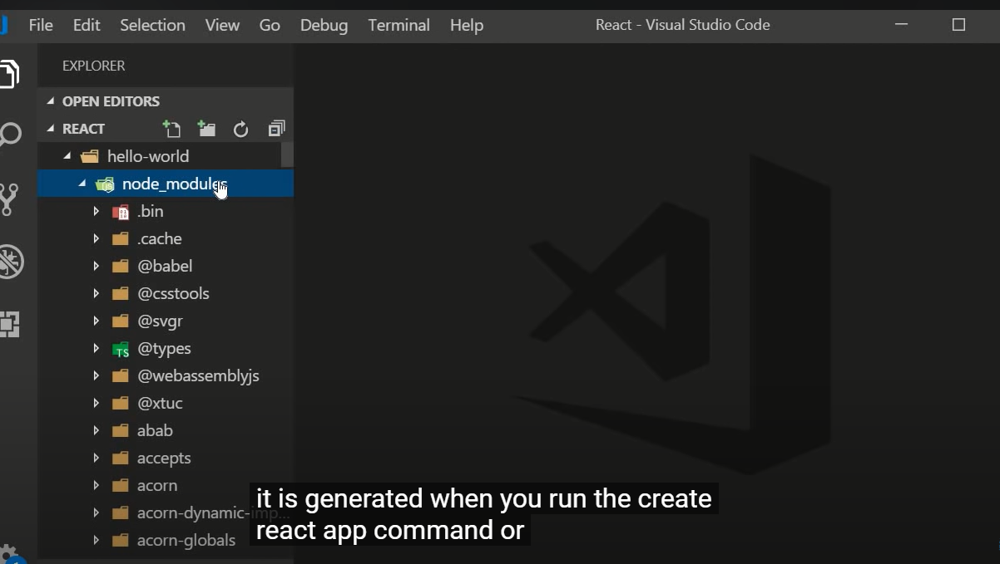 File Edit Selection View Go Debug Terminal Help React - Visual Studio Code
EXPLORER
OPEN EDITORS
REACT
hello-world
node_modules
.bin
.cache
@babel
@csstools
@svgr
@types
@webassemblyjs
@xtuc
abab
accepts
acorn
acorn-dynamic-imp...
acorn-globals
it is generated when you run the create
react app command or